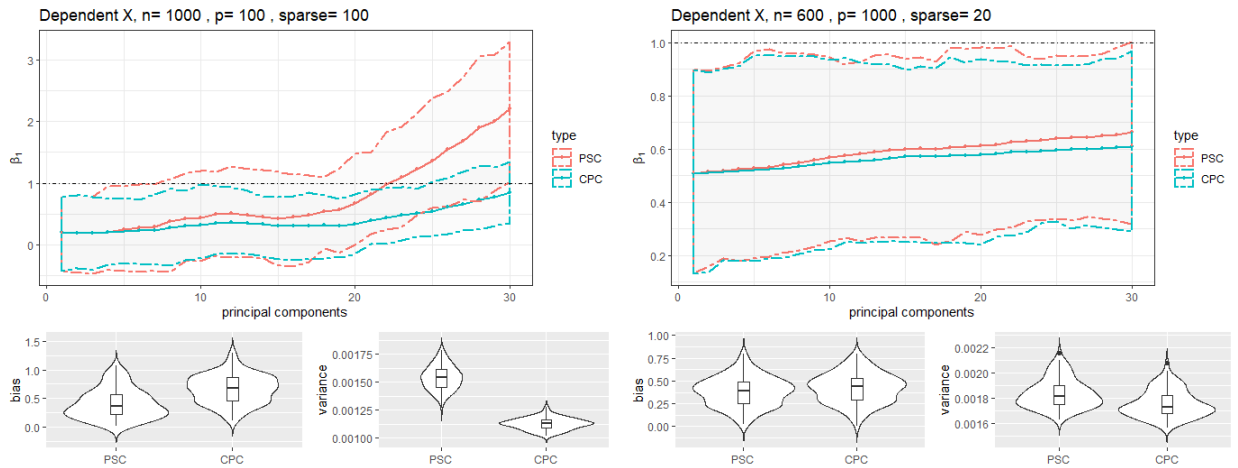 Dependent X, n= 1000 , p= 100 , sparse= 100
3
2
1
0
β1
0
10
20
30
principal components
type
PSC
CPC
1.5
1.0
0.5
0.0
bias
PSC
CPC
0.00175
0.00150
0.00125
0.00100
variance
PSC
CPC
Dependent X, n= 600 , p= 1000 , sparse= 20
1.0
0.8
0.6
0.4
0.2
β1
0
10
20
30
principal components
type
PSC
CPC
1.00
0.75
0.50
0.25
0.00
bias
PSC
CPC
0.0022
0.0020
0.0018
0.0016
variance
PSC
CPC